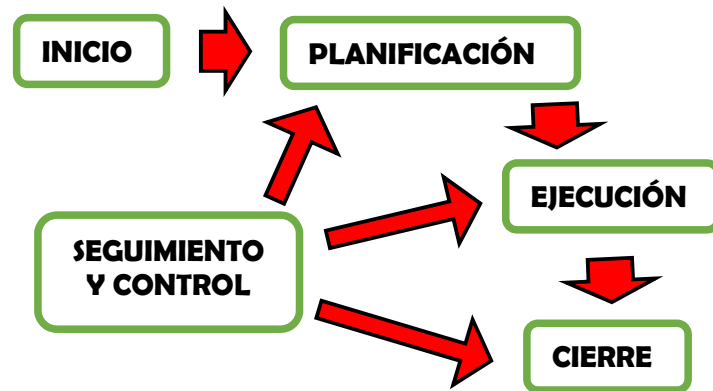 INICIO
PLANIFICACIÓN
EJECUCIÓN
SEGUIMIENTO
Y CONTROL
CIERRE